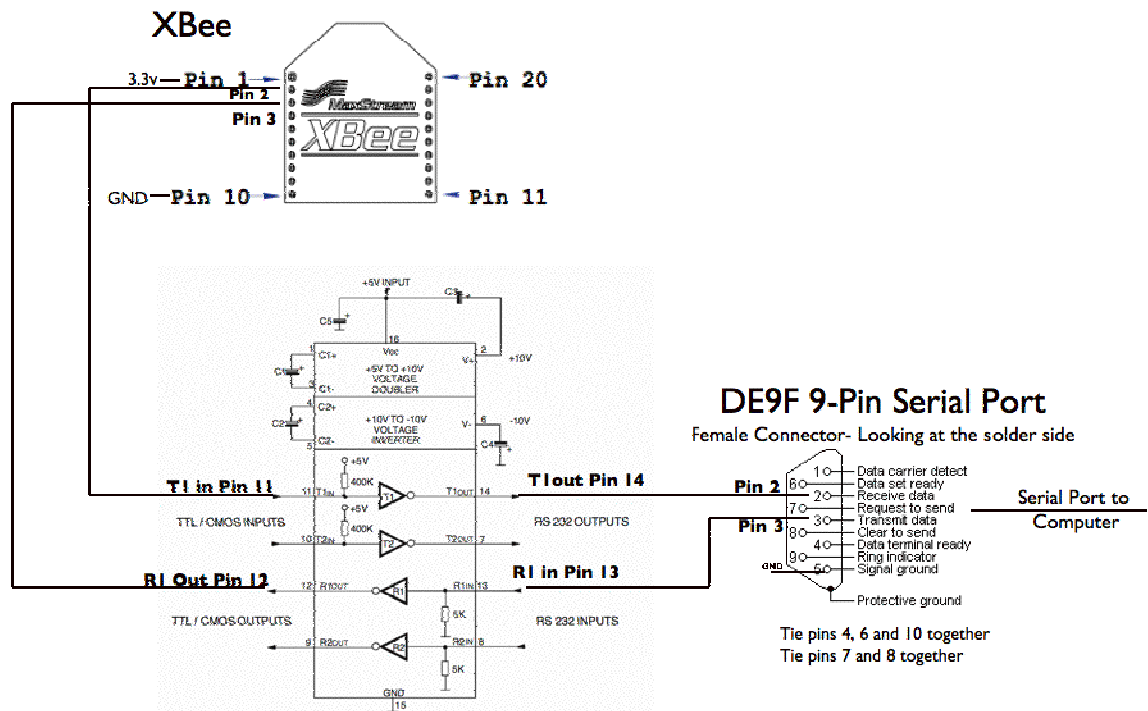 XBee
3.3v
Pin 1
Pin 2
Pin 3
Pin 20
MaxStream
XBee
GND
Pin 10
Pin 11
+5V INPUT
C3
+
C5
+
16
Vcc
1
C1+
2
V+
+10V
+5V TO +10V
VOLTAGE
DOUBLER
C1
+
3
C1-
4
C2+
+10V TO -10V
VOLTAGE
INVERTER
6
V-
-10V
C2
+
C4
+
5
C2-
+5V
400K
T1 in Pin 11
11
T1IN
T1
T1OUT
14
T1out Pin 14
+5V
TTL / CMOS INPUTS
400K
RS 232 OUTPUTS
10
T2IN
T2
T2OUT
7
R1 Out Pin 12
12
R1OUT
R1
R1IN
13
R1 in Pin 13
5K
TTL / CMOS OUTPUTS
RS 232 INPUTS
9
R2OUT
R2
R2IN
8
5K
GND
15
DE9F 9-Pin Serial Port
Female Connector- Looking at the solder side
Pin 2
Pin 3
GND
1 Data carrier detect
6 Data set ready
2 Receive data
7 Request to send
3 Transmit data
8 Clear to send
4 Data terminal ready
9 Ring indicator
5 Signal ground
Protective ground
Serial Port to
Computer
Tie pins 4, 6 and 10 together
Tie pins 7 and 8 together